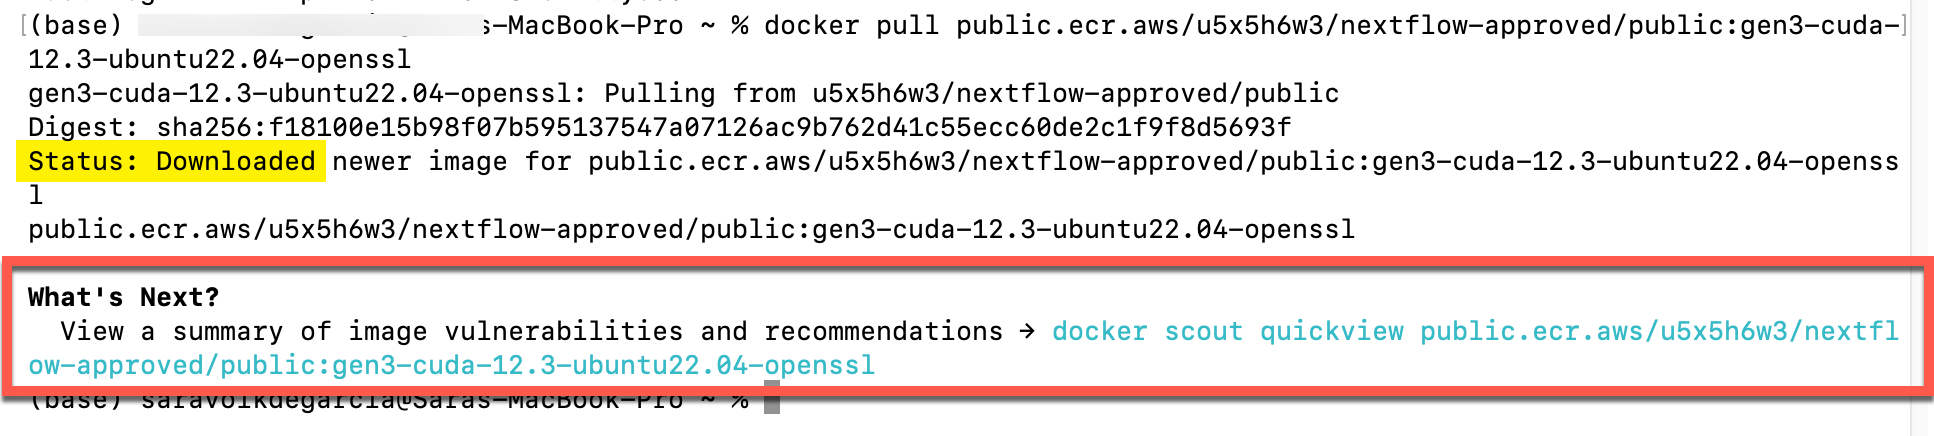 (base) s-MacBook-Pro ~ % docker pull public.ecr.aws/u5x5h6w3/nextflow-approved/public:gen3-cuda-
12.3-ubuntu22.04-openssl
gen3-cuda-12.3-ubuntu22.04-openssl: Pulling from u5x5h6w3/nextflow-approved/public
Digest: sha256:f18100e15b98f07b595137547a07126ac9b762d41c55ecc60de2c1f9f8d5693f
Status: Downloaded newer image for public.ecr.aws/u5x5h6w3/nextflow-approved/public:gen3-cuda-12.3-ubuntu22.04-openss
l
public.ecr.aws/u5x5h6w3/nextflow-approved/public:gen3-cuda-12.3-ubuntu22.04-openssl
What's Next?
View a summary of image vulnerabilities and recommendations → docker scout quickview public.ecr.aws/u5x5h6w3/nextfl
ow-approved/public:gen3-cuda-12.3-ubuntu22.04-openssl
(base) saravolkdegarcia@Saras-MacBook-Pro ~ %